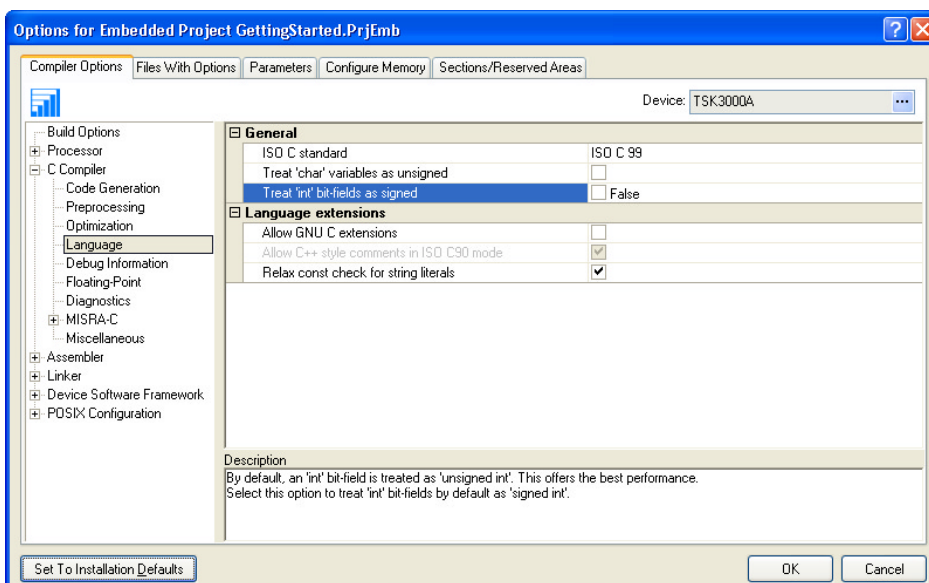 Options for Embedded Project GettingStarted.PrjEmb
Compiler Options Files With Options Parameters Configure Memory Sections/Reserved Areas
Device: TSK3000A ...
Build Options
Processor
C Compiler
Code Generation
Preprocessing
Optimization
Language
Debug Information
Floating-Point
Diagnostics
MISRA-C
Miscellaneous
Assembler
Linker
Device Software Framework
POSIX Configuration
General
ISO C standard ISO C 99
Treat 'char' variables as unsigned
Treat 'int' bit-fields as signed False
Language extensions
Allow GNU C extensions
Allow C++ style comments in ISO C90 mode
Relax const check for string literals
Description
By default, an 'int' bit-field is treated as 'unsigned int'. This offers the best performance.
Select this option to treat 'int' bit-fields by default as 'signed int'.
Set To Installation Defaults OK Cancel